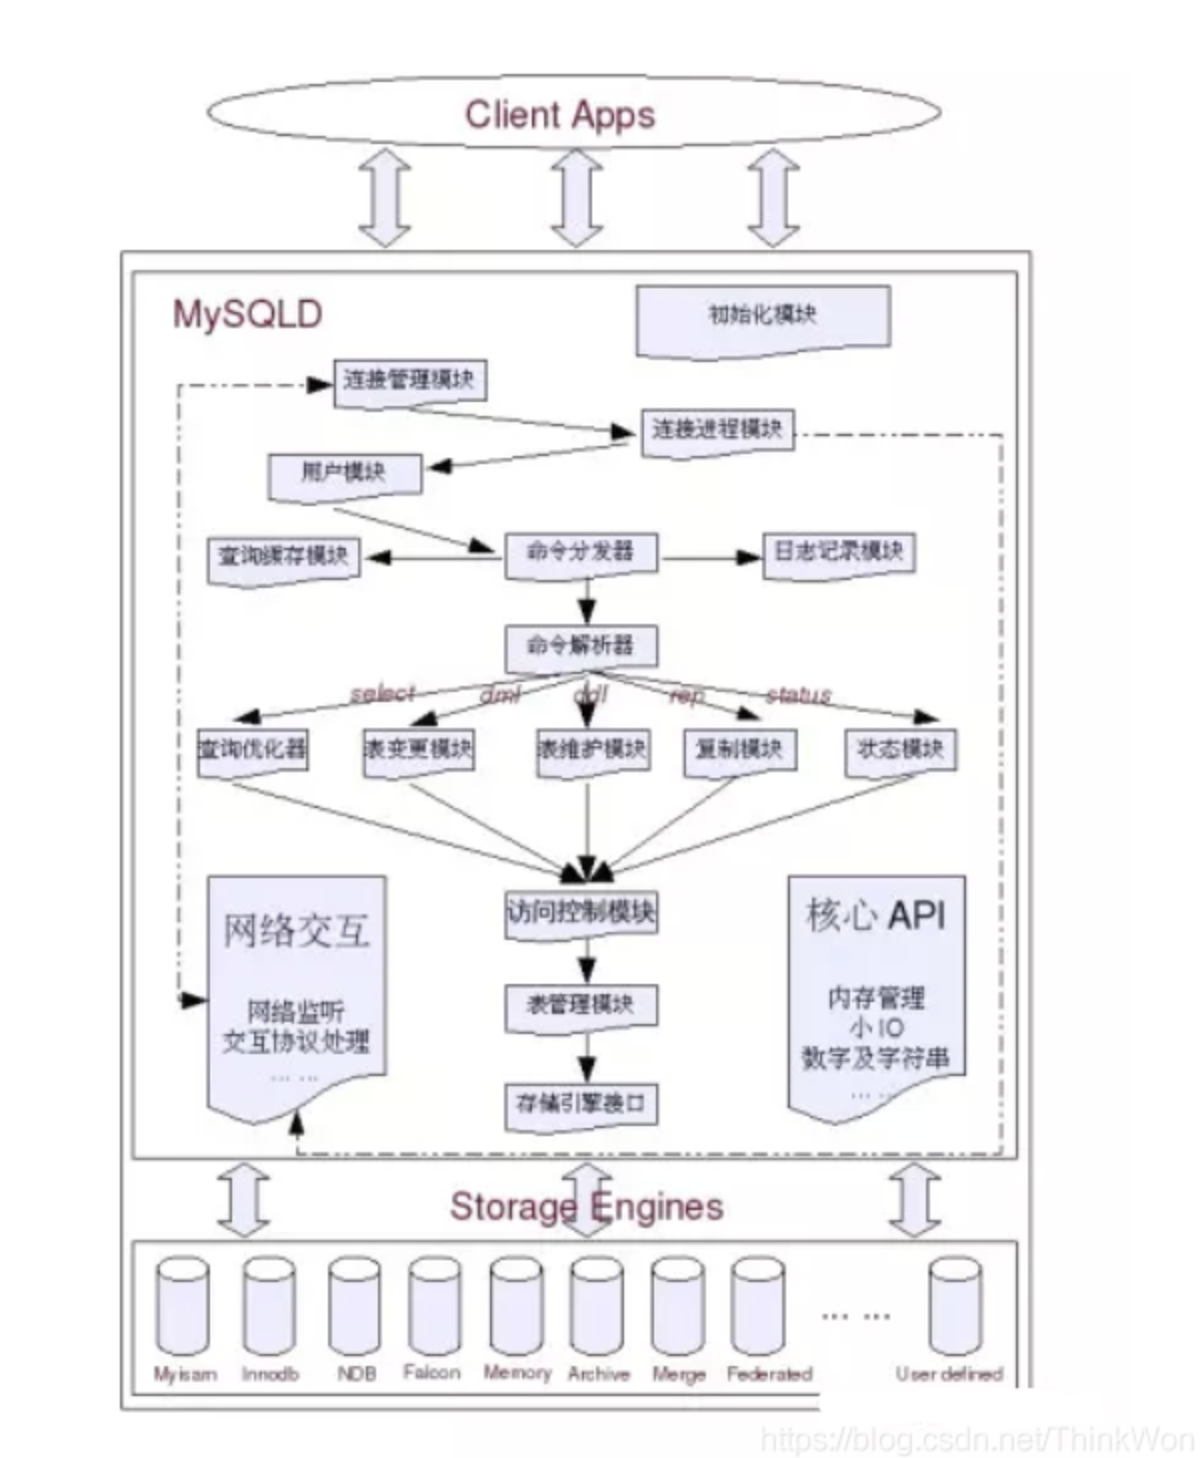 Client Apps
MySQLD
初始化模块
连接管理模块
连接进程模块
用户模块
查询缓存模块
命令分发器
日志记录模块
命令解析器
select
dml
ddl
rep
status
查询优化器
表变更模块
表维护模块
复制模块
状态模块
网络交互
网络监听
交互协议处理
... ...
访问控制模块
表管理模块
存储引擎接口
核心 API
内存管理
小 IO
数字及字符串
... ...
Storage Engines
Myisam
Innodb
NDB
Falcon
Memory
Archive
Merge
Federated
... ...
User defined
https://blog.csdn.net/ThinkWon